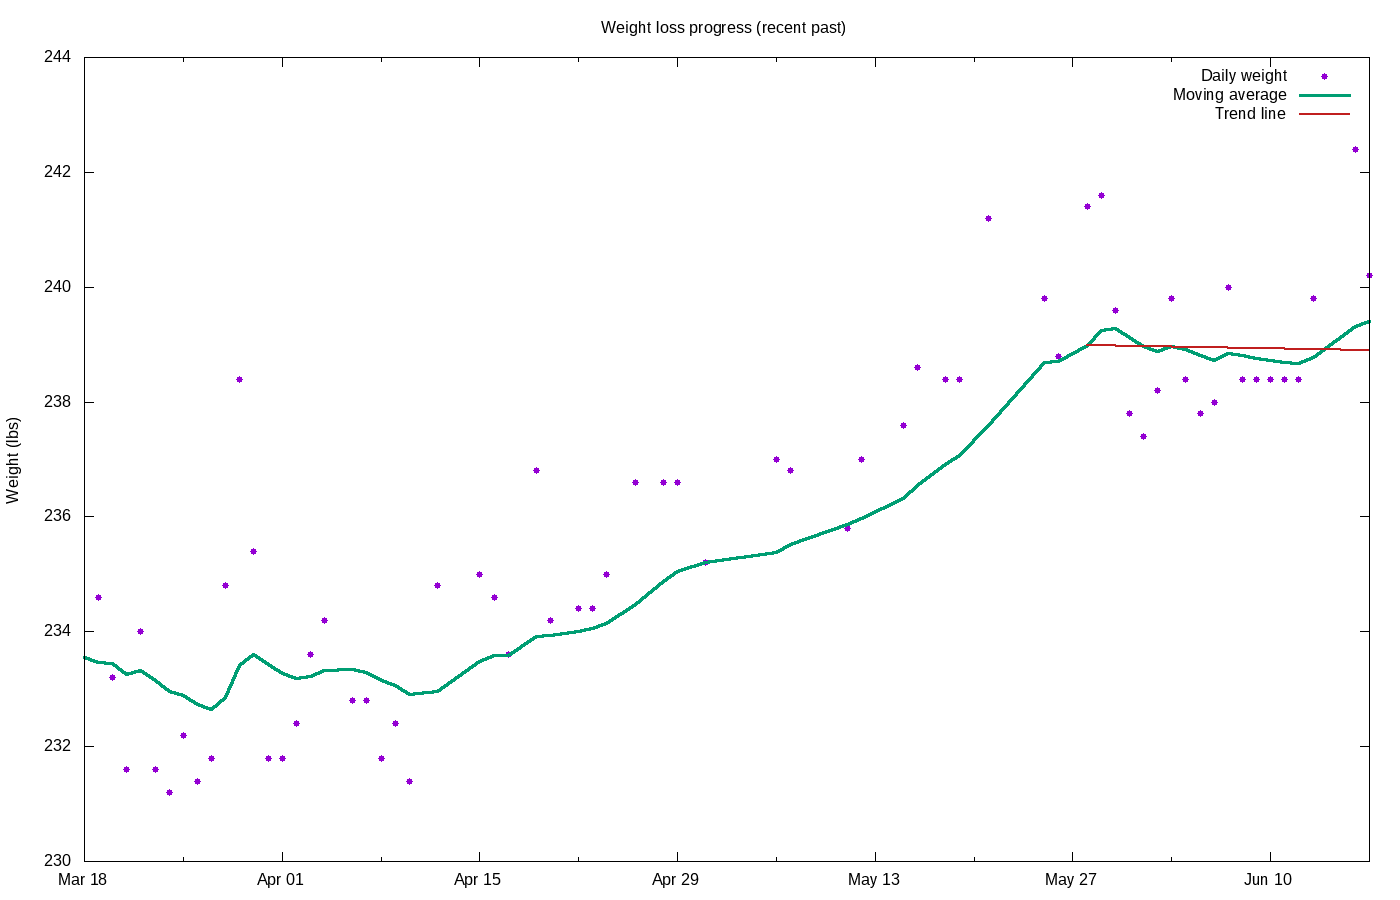 Weight loss progress (recent past)
244
242
240
238
236
234
232
230
Weight (lbs)
Daily weight
Moving average
Trend line
Mar 18
Apr 01
Apr 15
Apr 29
May 13
May 27
Jun 10